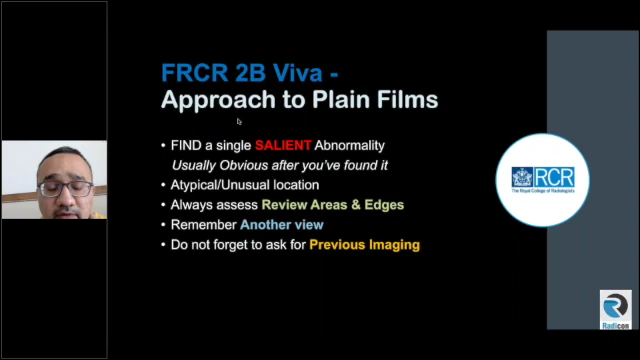 FRCR 2B Viva -
Approach to Plain Films
• FIND a single SALIENT Abnormality
Usually Obvious after you've found it
• Atypical/Unusual location
• Always assess Review Areas & Edges
• Remember Another view
• Do not forget to ask for Previous Imaging
RCR
The Royal College of Radiologists
Radicon